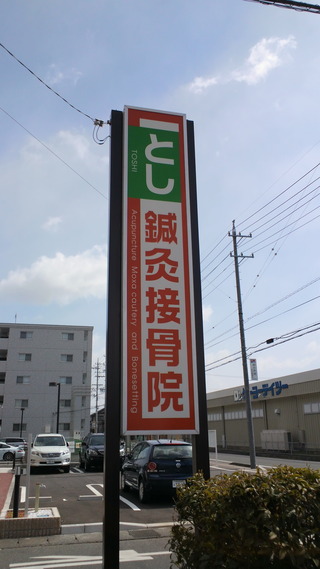 とし
TOSHI
鍼灸接骨院
Acupuncture Moxa cautery and Bonesetting